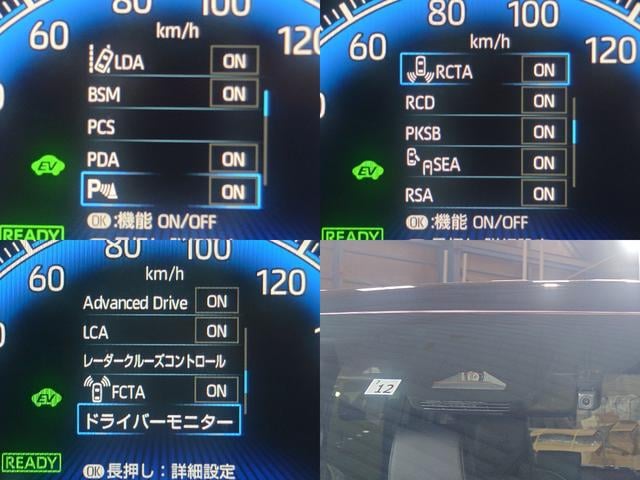 60
80
100
120
km/h
LDA ON
BSM ON
PCS
PDA ON
P ON
EV
READY
OK:機能 ON/OFF
60
80
100
120
km/h
RCTA ON
RCD ON
PKSB ON
SEA ON
RSA ON
EV
READY
OK:機能 ON/OFF
60
80
100
120
km/h
Advanced Drive ON
LCA ON
レーダークルーズコントロール
FCTA ON
ドライバーモニター
EV
READY
OK長押し:詳細設定
12